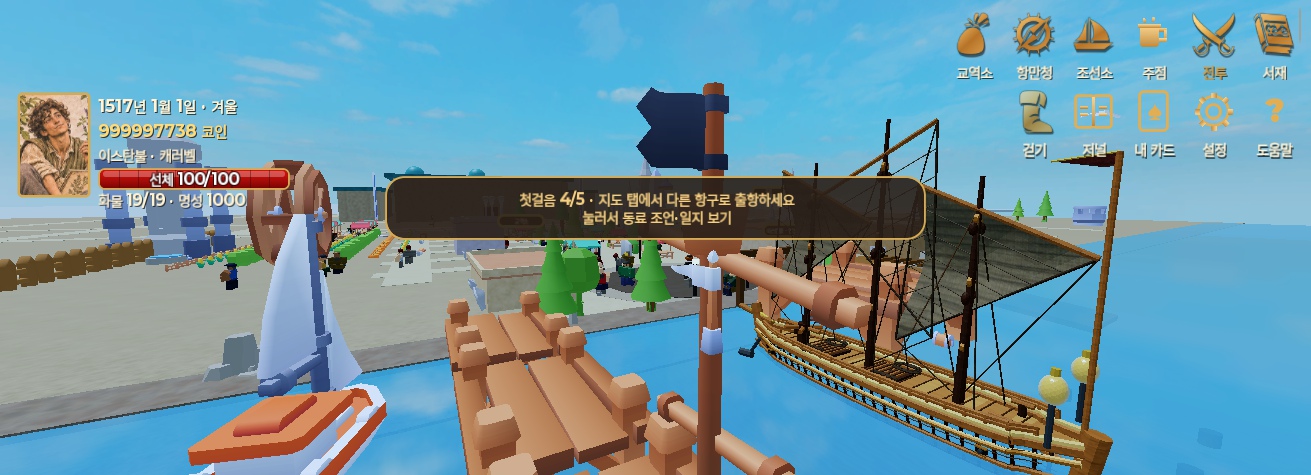 교역소
항만청
조선소
주점
전투
서재
걷기
저널
내 카드
설정
도움말
1517년 1월 1일 · 겨울
999997738 코인
이스탄불 · 캐러벨
선체 100/100
화물 19/19 · 명성 1000
첫걸음 4/5 · 지도 탭에서 다른 항구로 출항하세요
눌러서 동료 조언·일지 보기